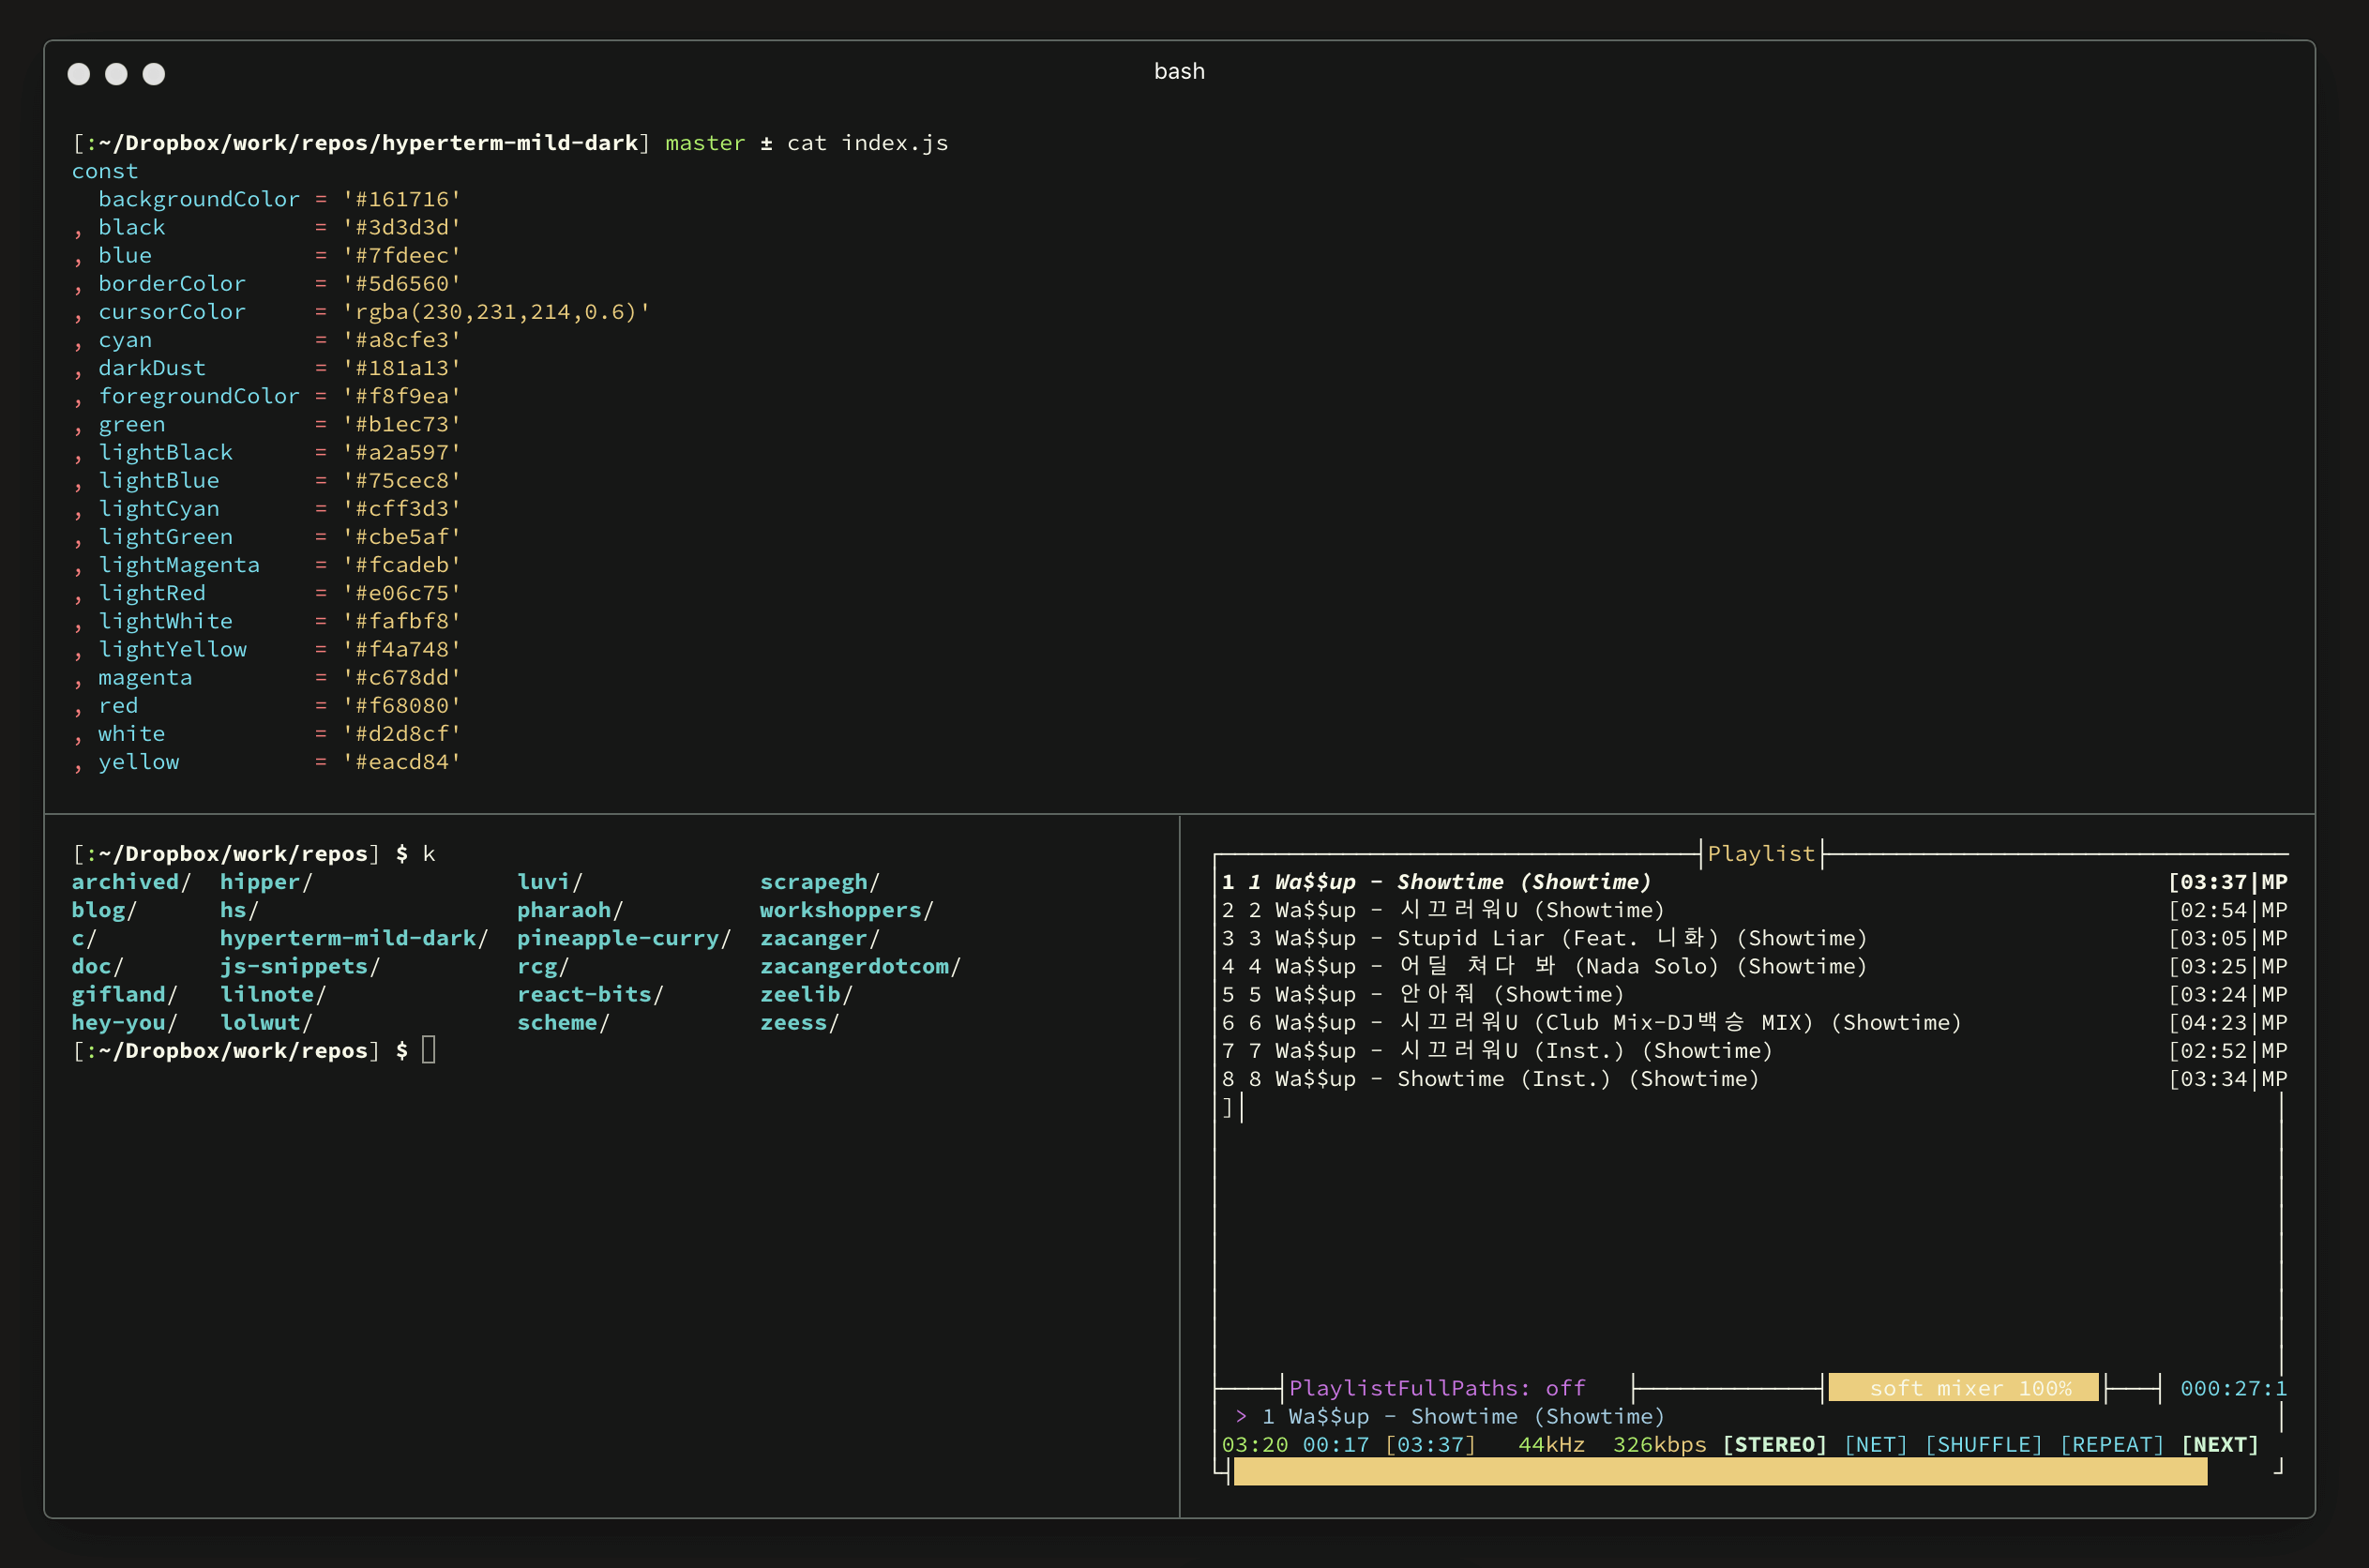 bash
[:~/Dropbox/work/repos/hyperterm-mild-dark] master ± cat index.js
const
  backgroundColor = '#161716'
, black           = '#3d3d3d'
, blue            = '#7fdeec'
, borderColor     = '#5d6560'
, cursorColor     = 'rgba(230,231,214,0.6)'
, cyan            = '#a8cfe3'
, darkDust        = '#181a13'
, foregroundColor = '#f8f9ea'
, green           = '#b1ec73'
, lightBlack      = '#a2a597'
, lightBlue       = '#75cec8'
, lightCyan       = '#cff3d3'
, lightGreen      = '#cbe5af'
, lightMagenta    = '#fcadeb'
, lightRed        = '#e06c75'
, lightWhite      = '#fafbf8'
, lightYellow     = '#f4a748'
, magenta         = '#c678dd'
, red             = '#f68080'
, white           = '#d2d8cf'
, yellow          = '#eacd84'
[:~/Dropbox/work/repos] $ k
archived/  hipper/               luvi/             scrapegh/
blog/      hs/                   pharaoh/          workshoppers/
c/         hyperterm-mild-dark/  pineapple-curry/  zacanger/
doc/       js-snippets/          rcg/              zacangerdotcom/
gifland/   lilnote/              react-bits/       zeelib/
hey-you/   lolwut/               scheme/           zeess/
[:~/Dropbox/work/repos] $
Playlist
1 1 Wa$$up - Showtime (Showtime) [03:37|MP
2 2 Wa$$up - 시끄러워U (Showtime) [02:54|MP
3 3 Wa$$up - Stupid Liar (Feat. 니화) (Showtime) [03:05|MP
4 4 Wa$$up - 어딜 쳐다 봐 (Nada Solo) (Showtime) [03:25|MP
5 5 Wa$$up - 안아줘 (Showtime) [03:24|MP
6 6 Wa$$up - 시끄러워U (Club Mix-DJ백승 MIX) (Showtime) [04:23|MP
7 7 Wa$$up - 시끄러워U (Inst.) (Showtime) [02:52|MP
8 8 Wa$$up - Showtime (Inst.) (Showtime) [03:34|MP
]
PlaylistFullPaths: off soft mixer 100% 000:27:1
> 1 Wa$$up - Showtime (Showtime)
03:20 00:17 [03:37] 44kHz 326kbps [STEREO] [NET] [SHUFFLE] [REPEAT] [NEXT]